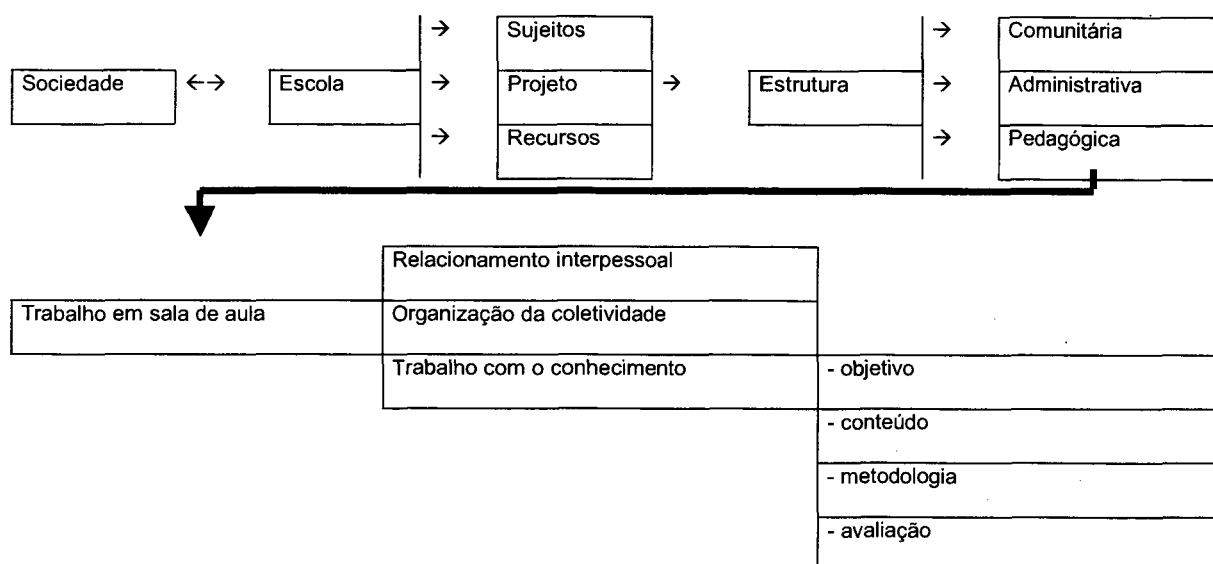 → Sujeitos → Comunitária
Sociedade ←→ Escola → Projeto → Estrutura → Administrativa
→ Recursos → Pedagógica
Relacionamento interpessoal
Trabalho em sala de aula Organização da coletividade
Trabalho com o conhecimento - objetivo
- conteúdo
- metodologia
- avaliação